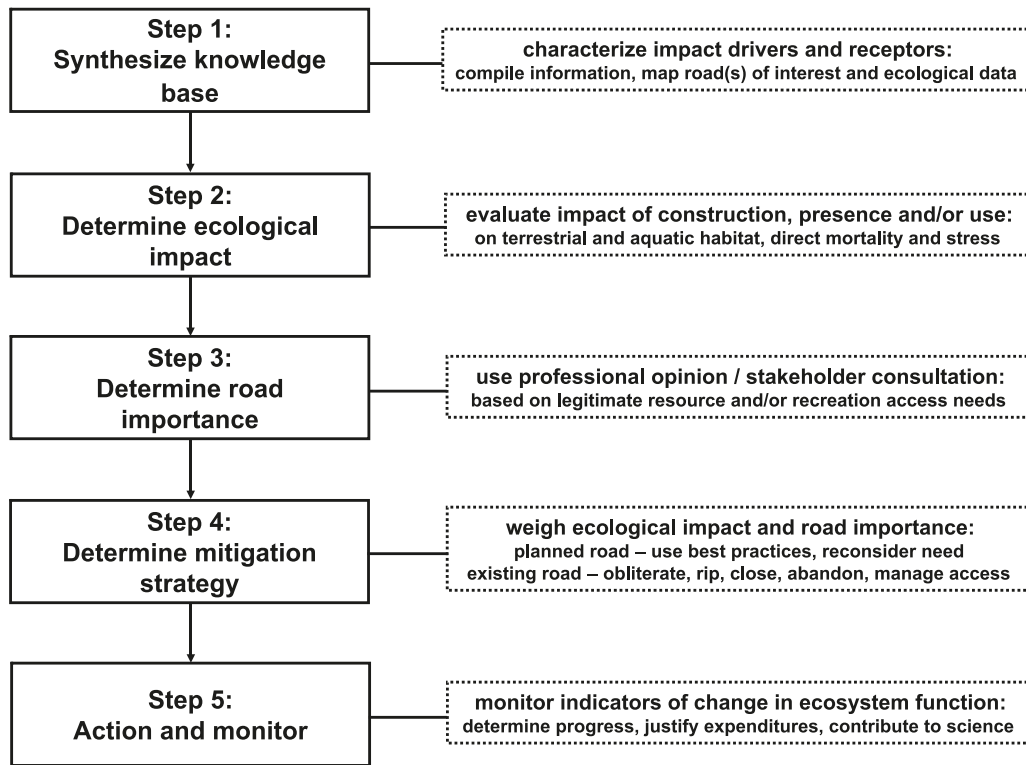 Step 1:
Synthesize knowledge
base
characterize impact drivers and receptors:
compile information, map road(s) of interest and ecological data
Step 2:
Determine ecological
impact
evaluate impact of construction, presence and/or use:
on terrestrial and aquatic habitat, direct mortality and stress
Step 3:
Determine road
importance
use professional opinion / stakeholder consultation:
based on legitimate resource and/or recreation access needs
Step 4:
Determine mitigation
strategy
weigh ecological impact and road importance:
planned road – use best practices, reconsider need
existing road – obliterate, rip, close, abandon, manage access
Step 5:
Action and monitor
monitor indicators of change in ecosystem function:
determine progress, justify expenditures, contribute to science